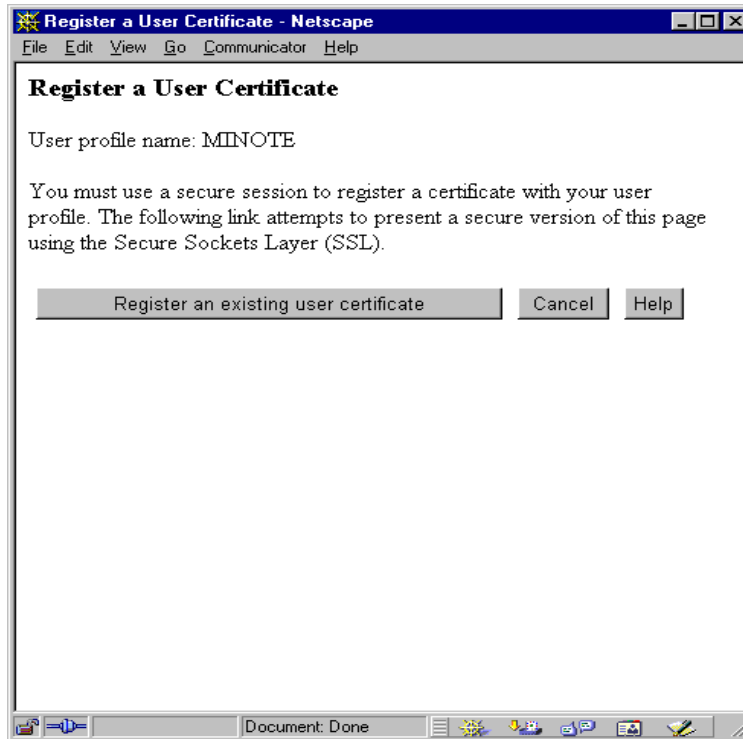 Register a User Certificate - Netscape
File Edit View Go Communicator Help
Register a User Certificate
User profile name: MINOTE
You must use a secure session to register a certificate with your user
profile. The following link attempts to present a secure version of this page
using the Secure Sockets Layer (SSL).
Register an existing user certificate Cancel Help
Document: Done